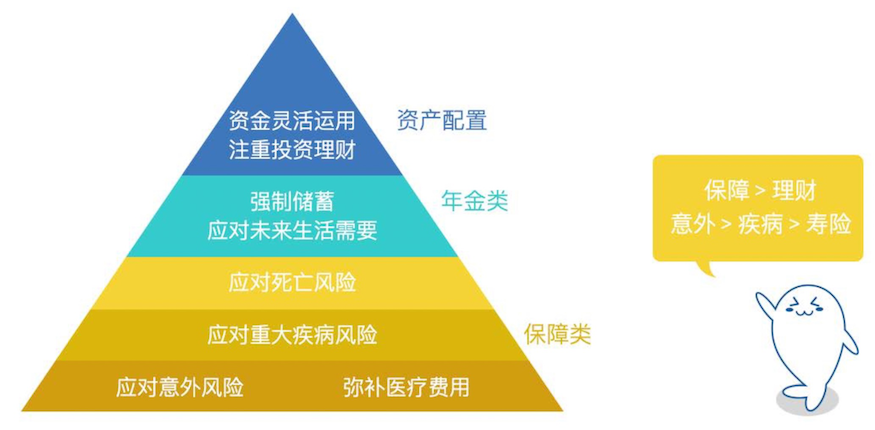 资金灵活运用
注重投资理财
资产配置
强制储蓄
应对未来生活需要
年金类
应对死亡风险
应对重大疾病风险
保障类
应对意外风险
弥补医疗费用
保障 > 理财
意外 > 疾病 > 寿险